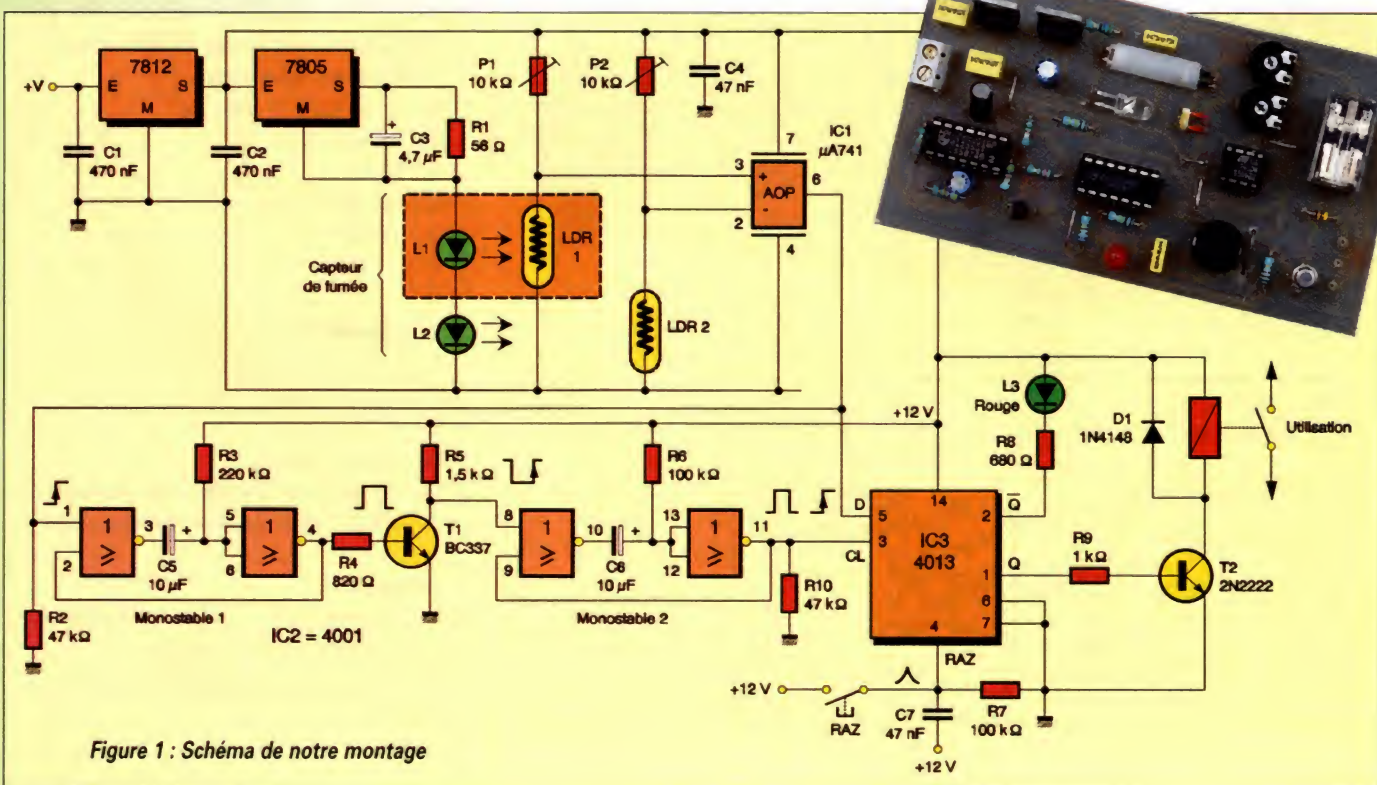 +V
7812
E
S
M
C1
470 nF
C2
470 nF
7805
E
S
M
C3
4,7 µF
+
R1
56 Ω
P1
10 kΩ
P2
10 kΩ
C4
47 nF
IC1
µA741
7
3
+
AOP
6
-
2
4
Capteur
de fumée
L1
LDR
1
L2
LDR 2
+12 V
R3
220 kΩ
R5
1,5 kΩ
R6
100 kΩ
1
1
≥
2
3
C5
10 µF
+
5
1
≥
6
4
R4
820 Ω
T1
BC337
8
1
≥
9
10
C6
10 µF
+
13
1
≥
12
11
R10
47 kΩ
R2
47 kΩ
Monostable 1
IC2 = 4001
Monostable 2
D
5
3
CL
14
IC3
4013
Q̅
2
Q
1
6
7
4
RAZ
L3
Rouge
R8
680 Ω
D1
1N4148
Utilisation
R9
1 kΩ
T2
2N2222
+12 V
RAZ
C7
47 nF
+12 V
R7
100 kΩ
Figure 1 : Schéma de notre montage